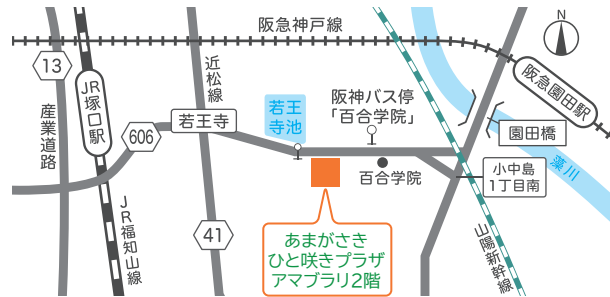 阪急神戸線
N
13
近松線
JR
塚口駅
産業道路
606
若王寺
若王
寺池
阪神バス停
「百合学院」
阪急園田駅
園田橋
藻川
小中島
1丁目南
百合学院
41
JR福知山線
山陽新幹線
あまがさき
ひと咲きプラザ
アマブラリ2階